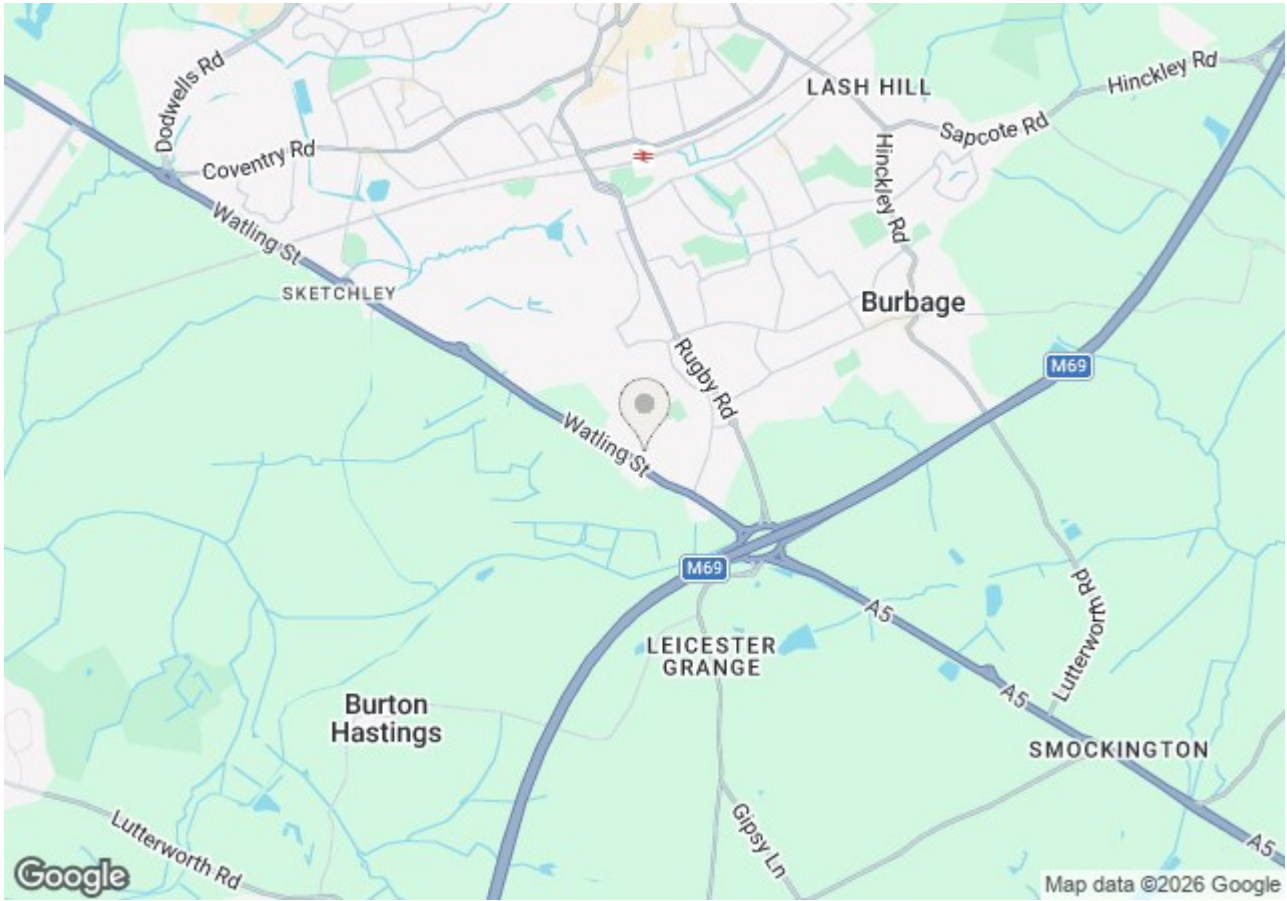 Dodwells Rd
LASH HILL
Hinckley Rd
Sapcote Rd
Coventry Rd
Hinckley Rd
Watling St
SKETCHLEY
Burbage
Rugby Rd
M69
Watling St
M69
A5
Lutterworth Rd
LEICESTER
GRANGE
A5
Burton
Hastings
SMOCKINGTON
Gipsy Ln
Lutterworth Rd
A5
Google
Map data ©2026 Google